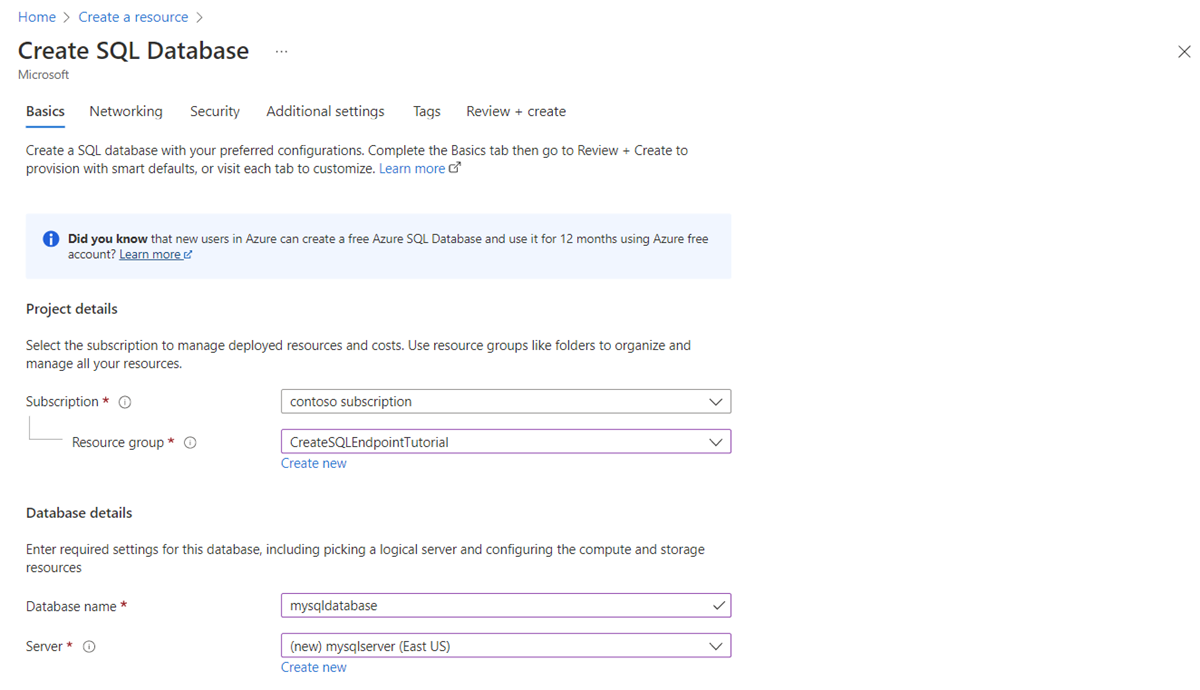 Home > Create a resource >
Create SQL Database ...
Microsoft
Basics Networking Security Additional settings Tags Review + create
Create a SQL database with your preferred configurations. Complete the Basics tab then go to Review + Create to
provision with smart defaults, or visit each tab to customize. Learn more
Did you know that new users in Azure can create a free Azure SQL Database and use it for 12 months using Azure free
account? Learn more
Project details
Select the subscription to manage deployed resources and costs. Use resource groups like folders to organize and
manage all your resources.
Subscription * contoso subscription
Resource group * CreateSQLEndpointTutorial
Create new
Database details
Enter required settings for this database, including picking a logical server and configuring the compute and storage
resources
Database name * mysqldatabase
Server * (new) mysqlserver (East US)
Create new